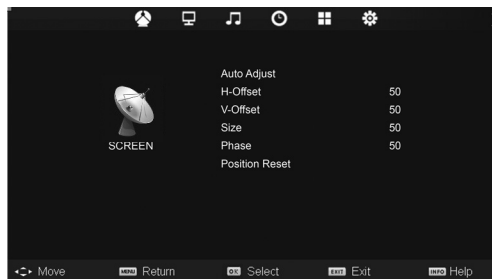 Auto Adjust
H-Offset 50
V-Offset 50
Size 50
SCREEN Phase 50
Position Reset
Move MENU Return OK Select EXIT Exit INFO Help